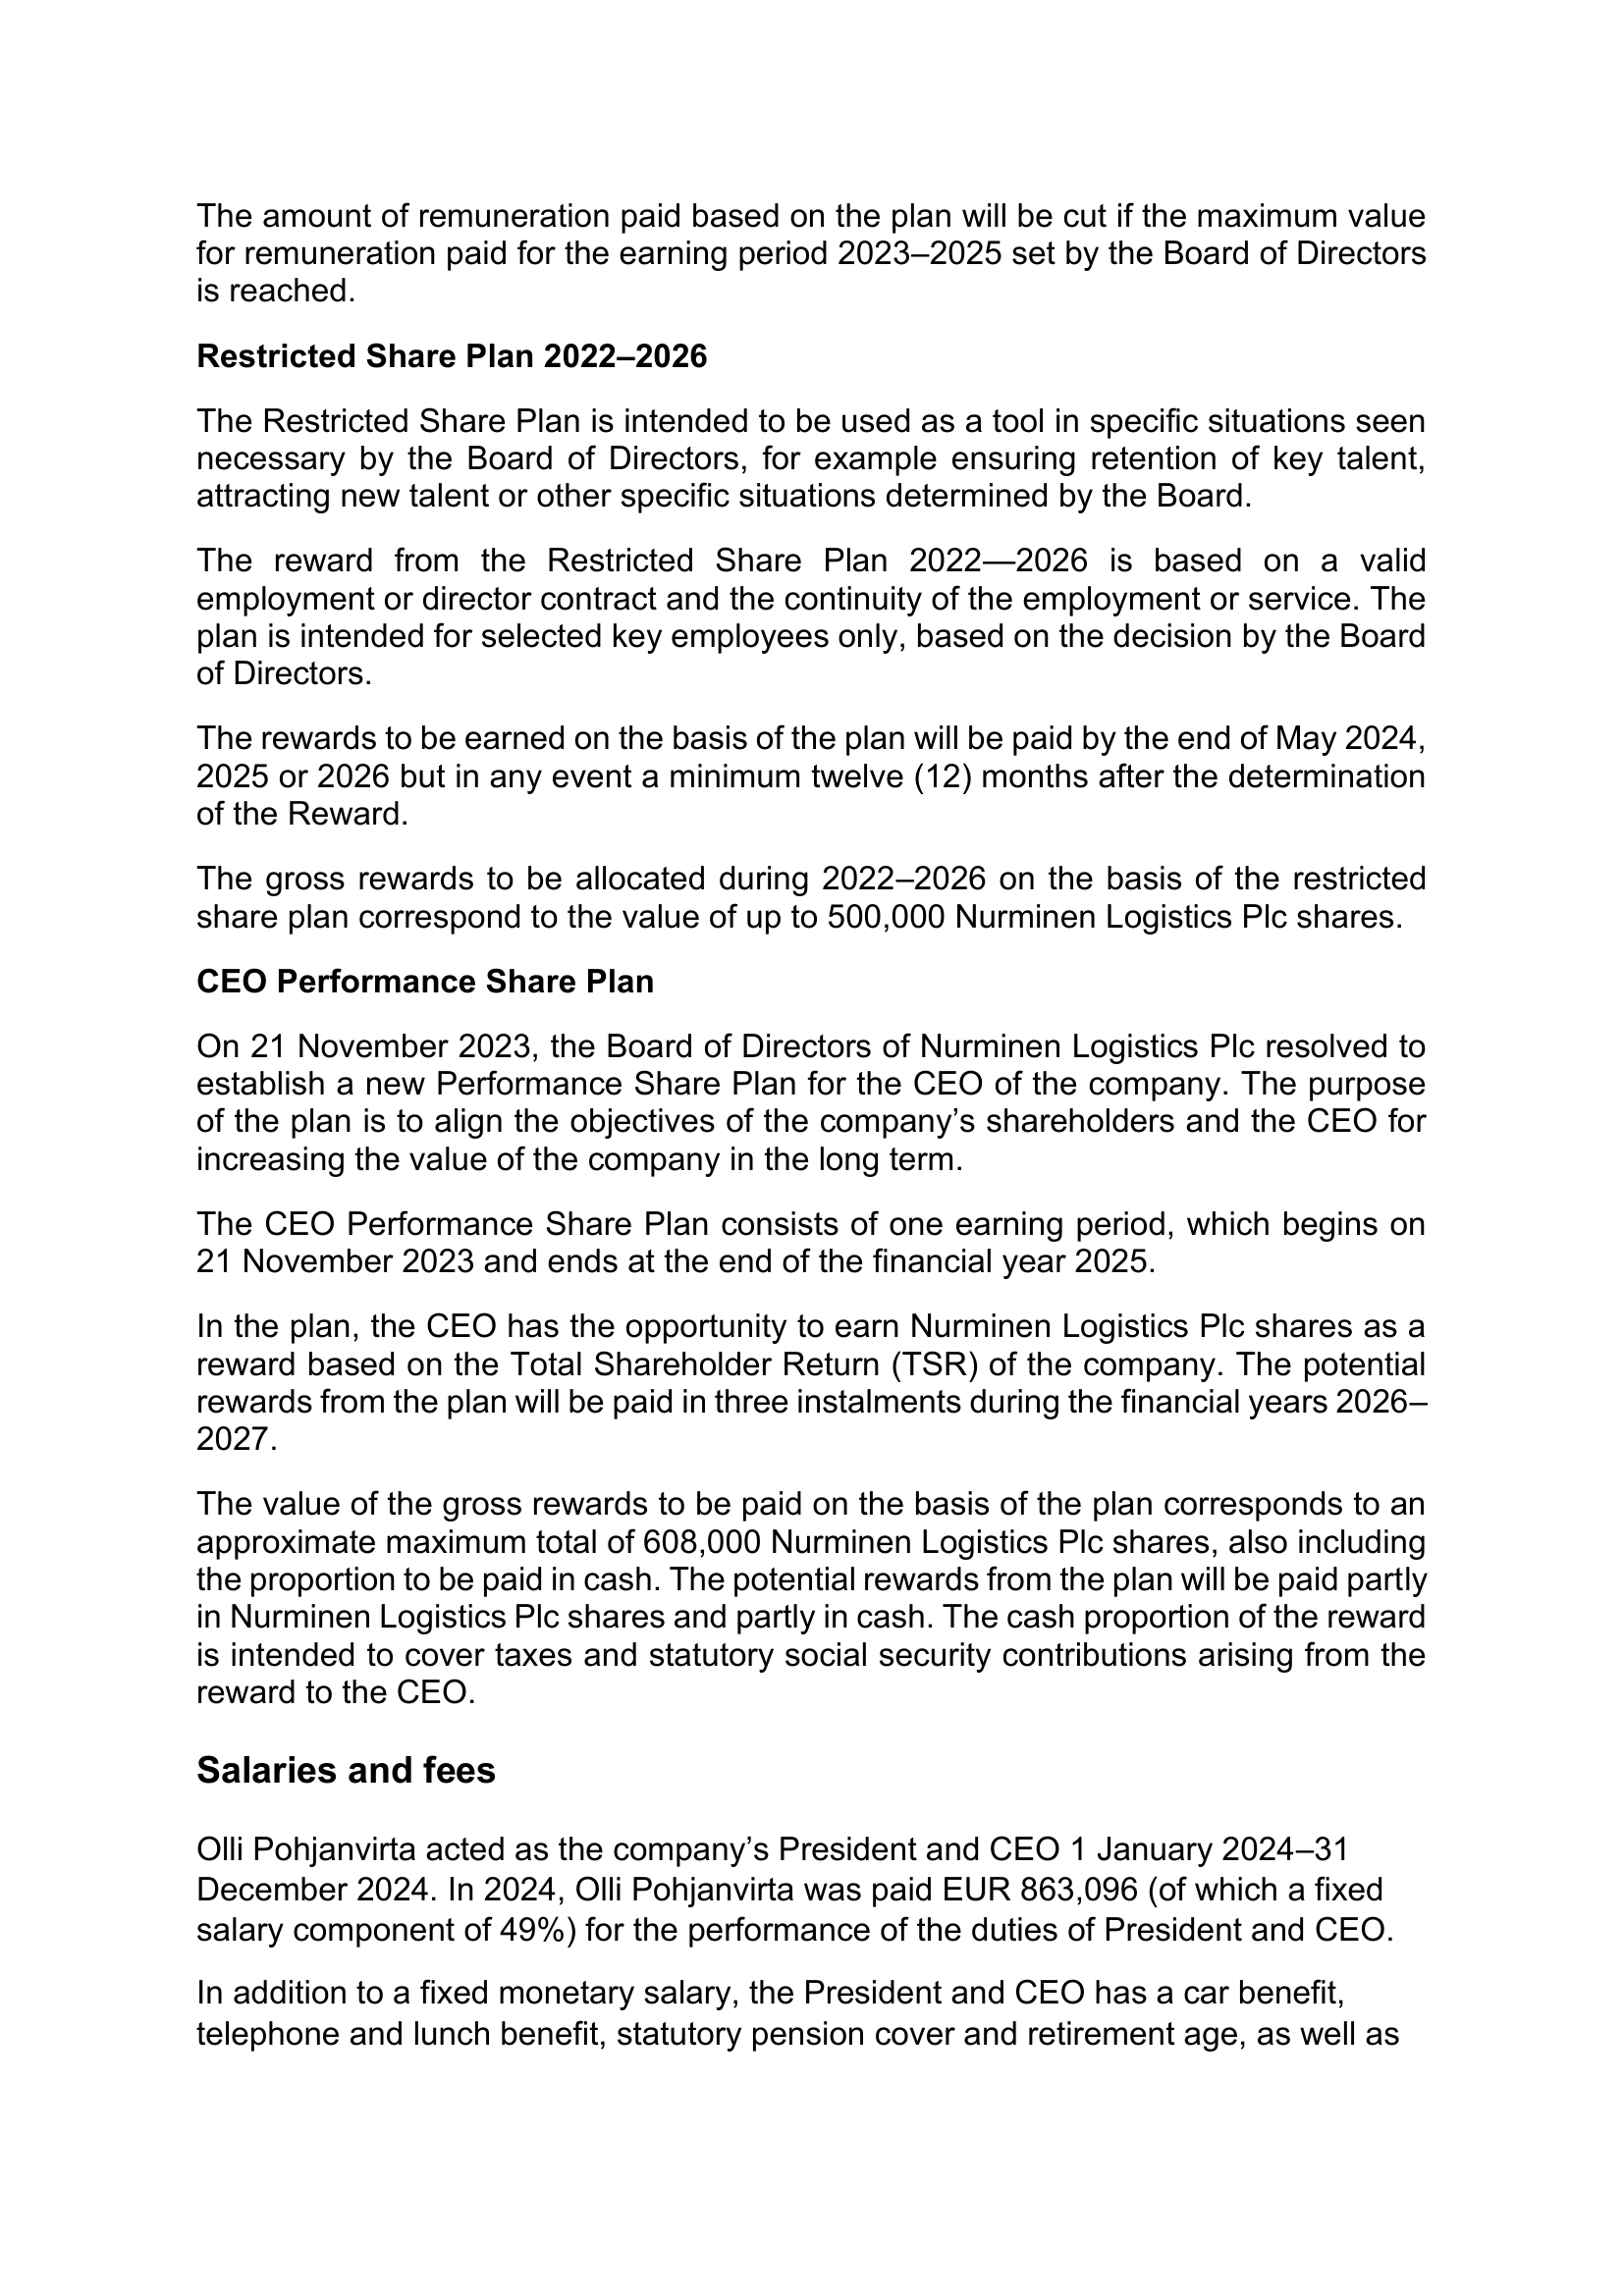 The amount of remuneration paid based on the plan will be cut if the maximum value
for remuneration paid for the earning period 2023–2025 set by the Board of Directors
is reached.
Restricted Share Plan 2022–2026
The Restricted Share Plan is intended to be used as a tool in specific situations seen
necessary by the Board of Directors, for example ensuring retention of key talent,
attracting new talent or other specific situations determined by the Board.
The reward from the Restricted Share Plan 2022—2026 is based on a valid
employment or director contract and the continuity of the employment or service. The
plan is intended for selected key employees only, based on the decision by the Board
of Directors.
The rewards to be earned on the basis of the plan will be paid by the end of May 2024,
2025 or 2026 but in any event a minimum twelve (12) months after the determination
of the Reward.
The gross rewards to be allocated during 2022–2026 on the basis of the restricted
share plan correspond to the value of up to 500,000 Nurminen Logistics Plc shares.
CEO Performance Share Plan
On 21 November 2023, the Board of Directors of Nurminen Logistics Plc resolved to
establish a new Performance Share Plan for the CEO of the company. The purpose
of the plan is to align the objectives of the company’s shareholders and the CEO for
increasing the value of the company in the long term.
The CEO Performance Share Plan consists of one earning period, which begins on
21 November 2023 and ends at the end of the financial year 2025.
In the plan, the CEO has the opportunity to earn Nurminen Logistics Plc shares as a
reward based on the Total Shareholder Return (TSR) of the company. The potential
rewards from the plan will be paid in three instalments during the financial years 2026–
2027.
The value of the gross rewards to be paid on the basis of the plan corresponds to an
approximate maximum total of 608,000 Nurminen Logistics Plc shares, also including
the proportion to be paid in cash. The potential rewards from the plan will be paid partly
in Nurminen Logistics Plc shares and partly in cash. The cash proportion of the reward
is intended to cover taxes and statutory social security contributions arising from the
reward to the CEO.
Salaries and fees
Olli Pohjanvirta acted as the company’s President and CEO 1 January 2024–31
December 2024. In 2024, Olli Pohjanvirta was paid EUR 863,096 (of which a fixed
salary component of 49%) for the performance of the duties of President and CEO.
In addition to a fixed monetary salary, the President and CEO has a car benefit,
telephone and lunch benefit, statutory pension cover and retirement age, as well as